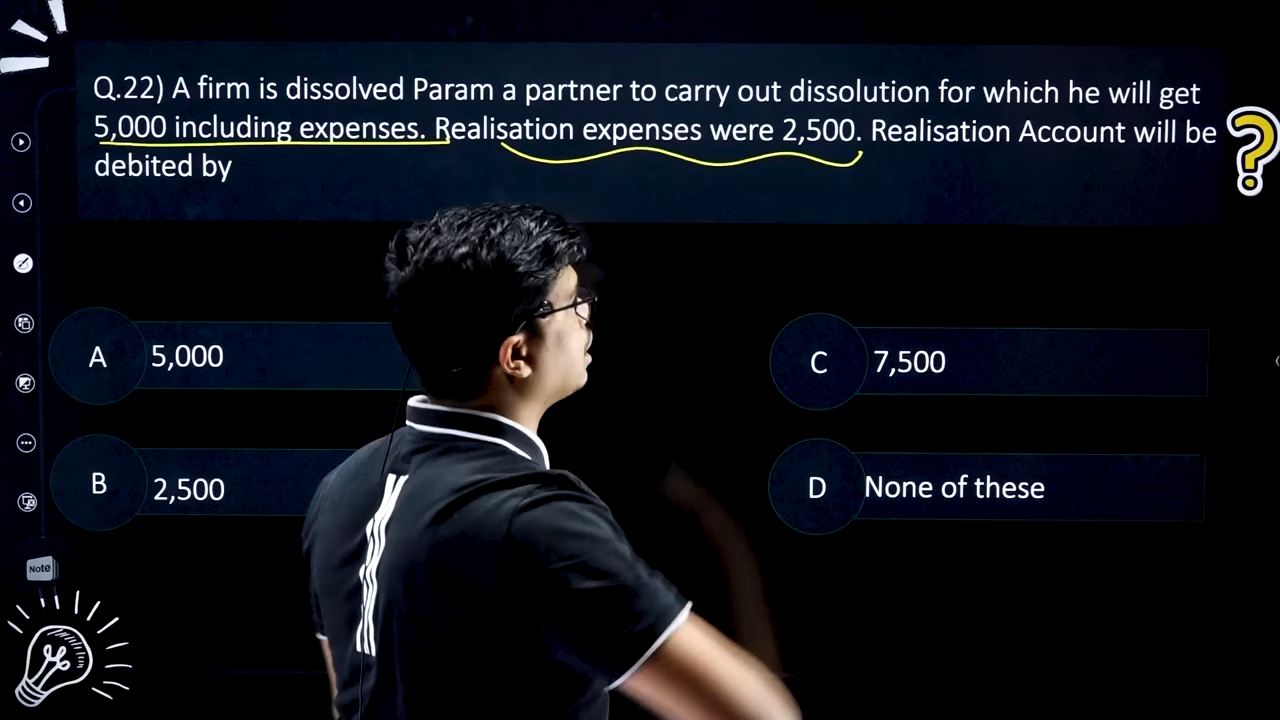 Q.22) A firm is dissolved Param a partner to carry out dissolution for which he will get
5,000 including expenses. Realisation expenses were 2,500. Realisation Account will be
debited by
A 5,000
C 7,500
B 2,500
D None of these
Note